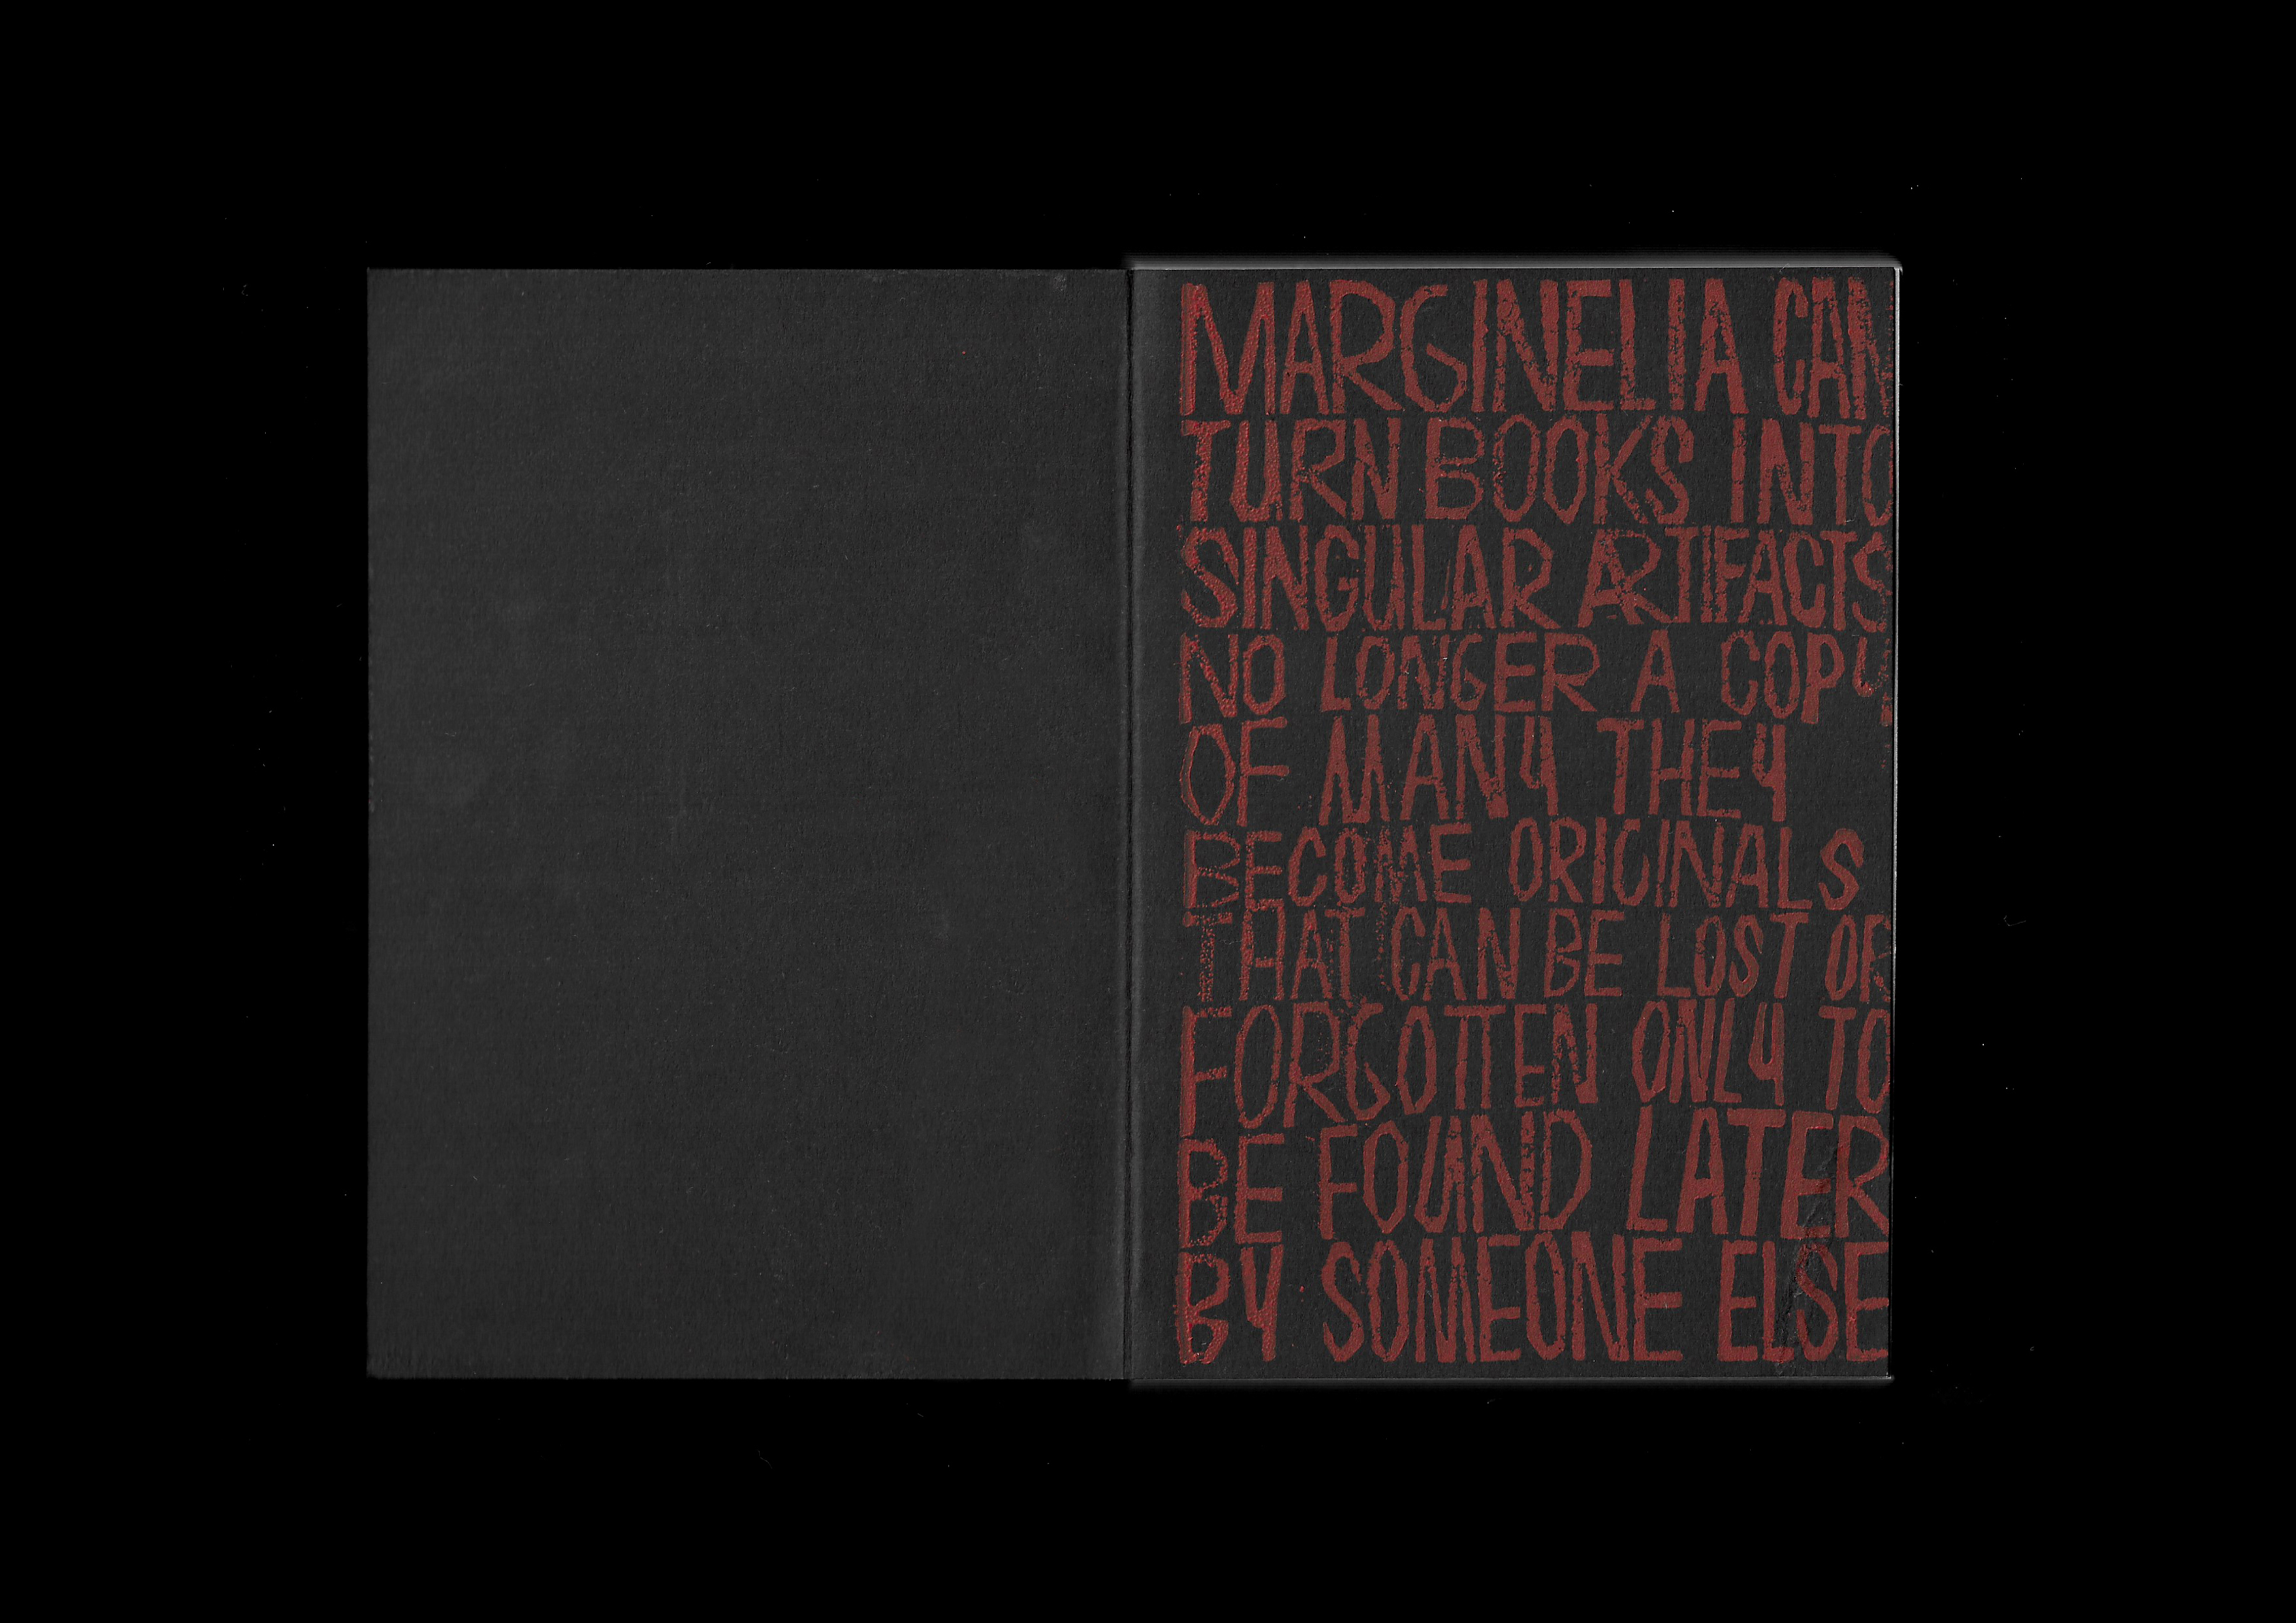 MARGINELIA CAN
TURN BOOKS INTO
SINGULAR ARTIFACTS
NO LONGER A COPY
OF MANY THEY
BECOME ORIGINALS
THAT CAN BE LOST OR
FORGOTTEN ONLY TO
BE FOUND LATER
BY SOMEONE ELSE